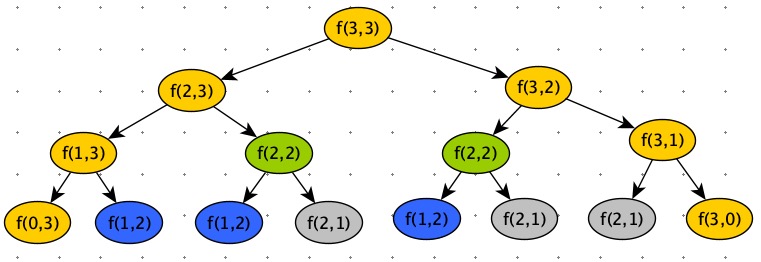 f(3,3)
f(2,3)
f(3,2)
f(1,3)
f(2,2)
f(2,2)
f(3,1)
f(0,3)
f(1,2)
f(1,2)
f(2,1)
f(1,2)
f(2,1)
f(2,1)
f(3,0)